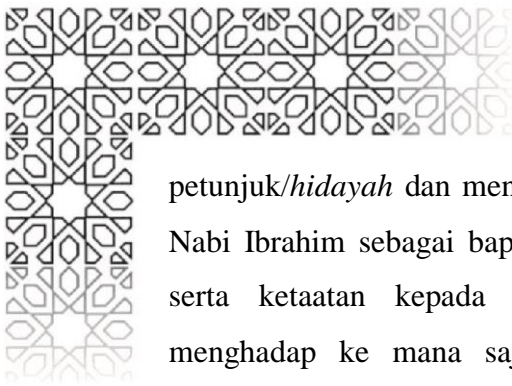 petunjuk/hidayah dan
Nabi Ibrahim sebagai
serta ketaatan kepada
menghadap ke mana